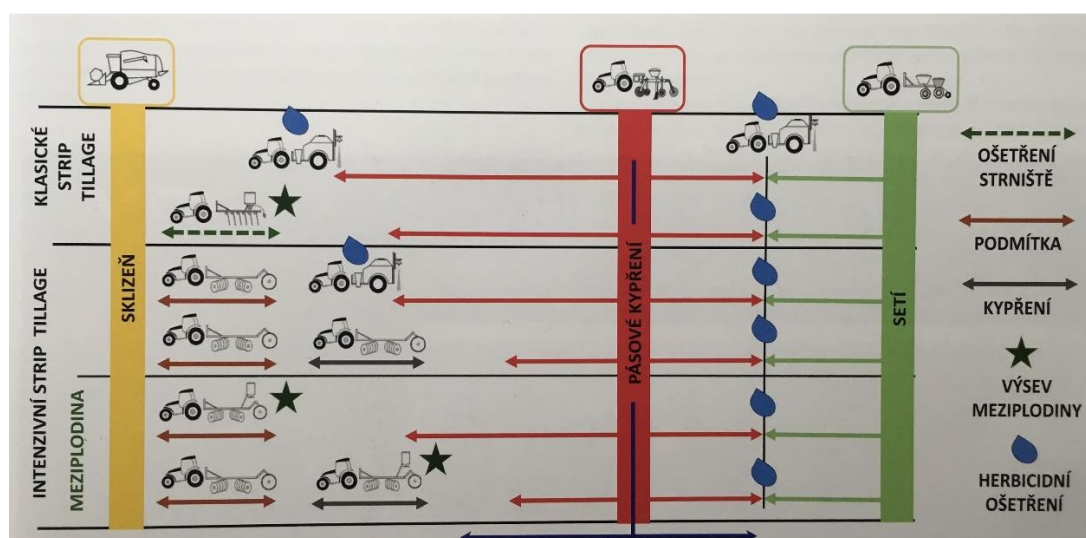 KLASICKÉ
STRIP
TILLAGE
INTENZIVNÍ STRIP TILLAGE
MEZIPLODINA
SKLIZEŇ
PÁSOVÉ KYPŘENÍ
SETÍ
OŠETŘENÍ
STRNIŠTĚ
PODMÍTKA
KYPŘENÍ
VÝSEV
MEZIPLODINY
HERBICIDNÍ
OŠETŘENÍ